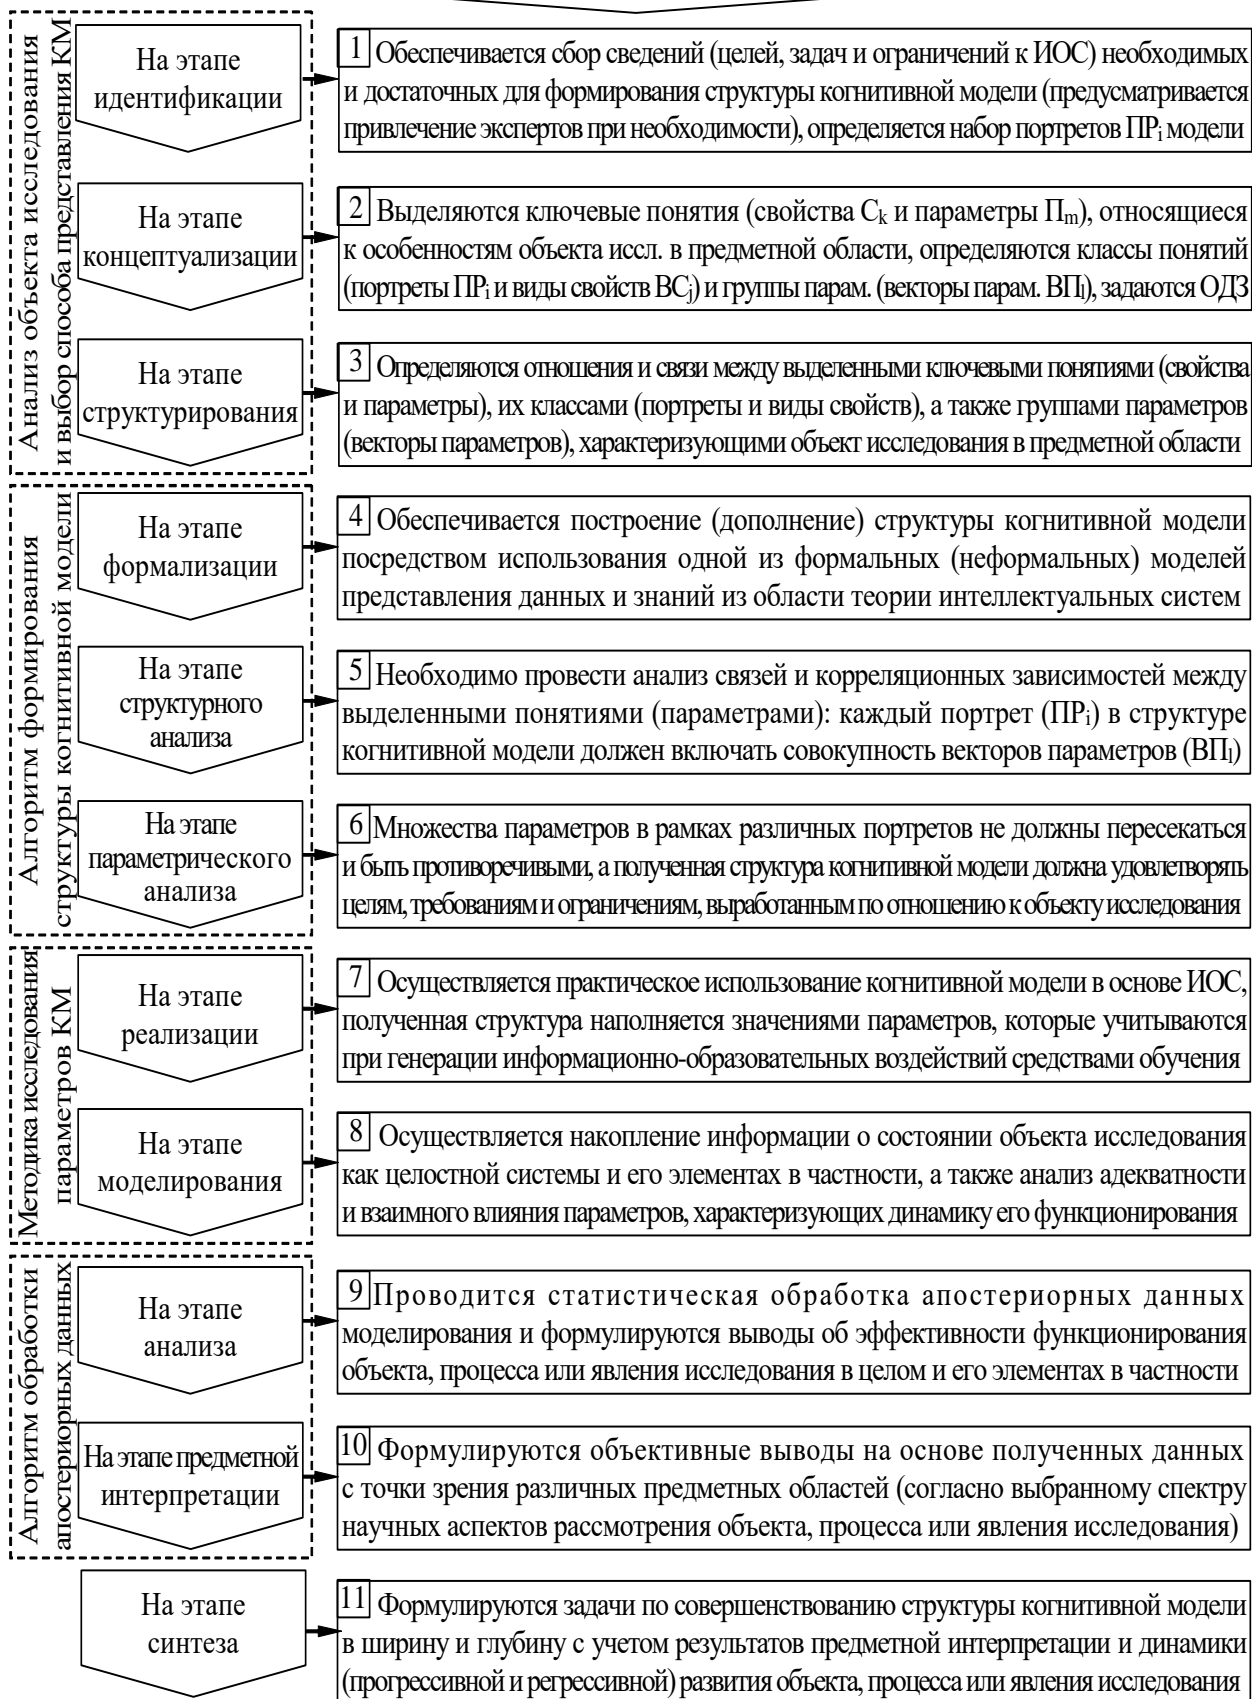 Анализ объекта исследования
и выбор способа представления КМ
На этапе
идентификации
1 Обеспечивается сбор сведений (целей, задач и ограничений к ИОС) необходимых
и достаточных для формирования структуры когнитивной модели (предусматривается
привлечение экспертов при необходимости), определяется набор портретов ПРi модели
На этапе
концептуализации
2 Выделяются ключевые понятия (свойства Сk и параметры Пm), относящиеся
к особенностям объекта иссл. в предметной области, определяются классы понятий
(портреты ПРi и виды свойств ВСj) и группы парам. (векторы парам. ВПl), задаются ОДЗ
На этапе
структурирования
3 Определяются отношения и связи между выделенными ключевыми понятиями (свойства
и параметры), их классами (портреты и виды свойств), а также группами параметров
(векторы параметров), характеризующими объект исследования в предметной области
Алгоритм формирования
структуры когнитивной модели
На этапе
формализации
4 Обеспечивается построение (дополнение) структуры когнитивной модели
посредством использования одной из формальных (неформальных) моделей
представления данных и знаний из области теории интеллектуальных систем
На этапе
структурного
анализа
5 Необходимо провести анализ связей и корреляционных зависимостей между
выделенными понятиями (параметрами): каждый портрет (ПРi) в структуре
когнитивной модели должен включать совокупность векторов параметров (ВПl)
На этапе
параметрического
анализа
6 Множества параметров в рамках различных портретов не должны пересекаться
и быть противоречивыми, а полученная структура когнитивной модели должна удовлетворять
целям, требованиям и ограничениям, выработанным по отношению к объекту исследования
Методика исследования
параметров КМ
На этапе
реализации
7 Осуществляется практическое использование когнитивной модели в основе ИОС,
полученная структура наполняется значениями параметров, которые учитываются
при генерации информационно-образовательных воздействий средствами обучения
На этапе
моделирования
8 Осуществляется накопление информации о состоянии объекта исследования
как целостной системы и его элементах в частности, а также анализ адекватности
и взаимного влияния параметров, характеризующих динамику его функционирования
Алгоритм обработки
апостериорных данных
На этапе
анализа
9 Проводится статистическая обработка апостериорных данных
моделирования и формулируются выводы об эффективности функционирования
объекта, процесса или явления исследования в целом и его элементах в частности
На этапе предметной
интерпретации
10 Формулируются объективные выводы на основе полученных данных
с точки зрения различных предметных областей (согласно выбранному спектру
научных аспектов рассмотрения объекта, процесса или явления исследования)
На этапе
синтеза
11 Формулируются задачи по совершенствованию структуры когнитивной модели
в ширину и глубину с учетом результатов предметной интерпретации и динамики
(прогрессивной и регрессивной) развития объекта, процесса или явления исследования